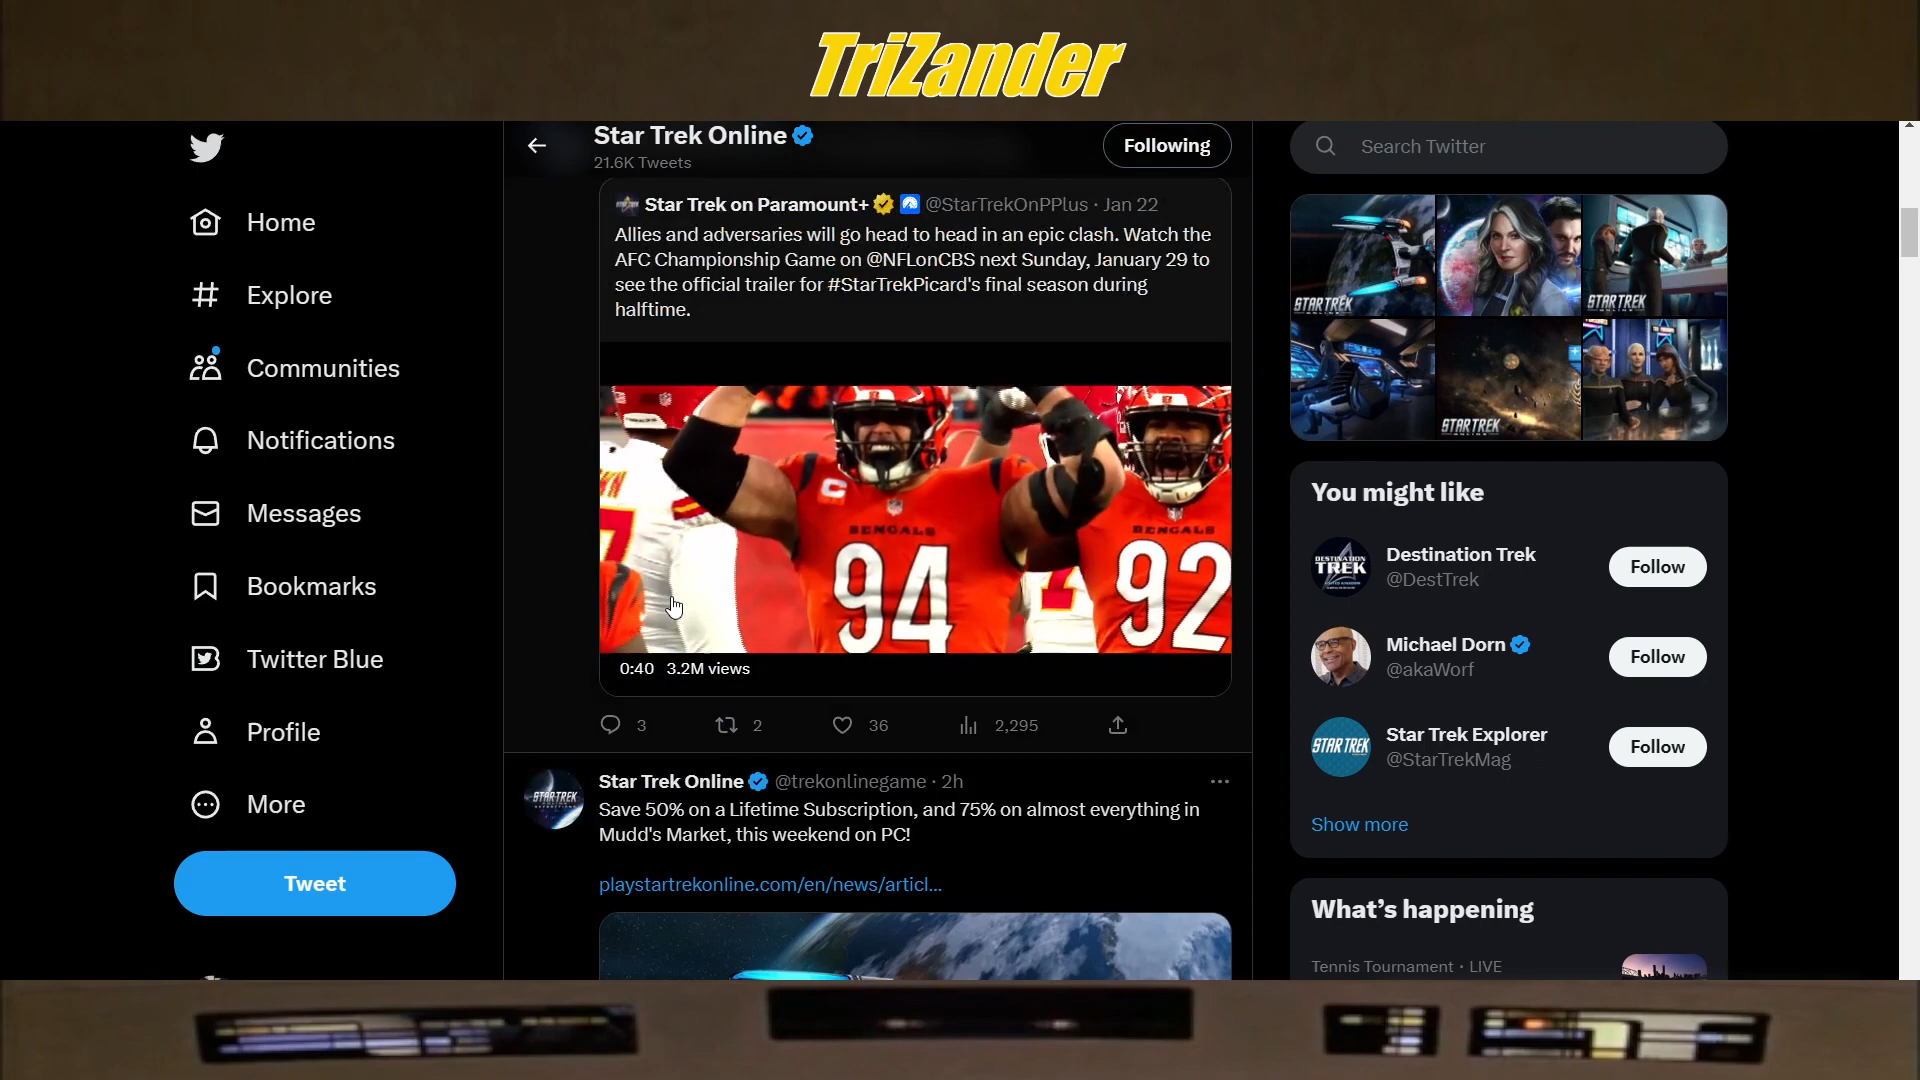 TriZander
Star Trek Online
21.6K Tweets
Following
Search Twitter
Home
Explore
Communities
Notifications
Messages
Bookmarks
Twitter Blue
Profile
More
Tweet
Star Trek on Paramount+ @StarTrekOnPPlus · Jan 22
Allies and adversaries will go head to head in an epic clash. Watch the
AFC Championship Game on @NFLonCBS next Sunday, January 29 to
see the official trailer for #StarTrekPicard's final season during
halftime.
C
BENGALS
94
BENGALS
92
0:40 3.2M views
3 2 36 2,295
Star Trek Online @trekonlinegame · 2h
Save 50% on a Lifetime Subscription, and 75% on almost everything in
Mudd's Market, this weekend on PC!
playstartrekonline.com/en/news/articl...
STAR TREK
STAR TREK
STAR TREK
You might like
DESTINATION
TREK
Destination Trek
@DestTrek
Follow
Michael Dorn
@akaWorf
Follow
STAR TREK
Star Trek Explorer
@StarTrekMag
Follow
Show more
What's happening
Tennis Tournament · LIVE